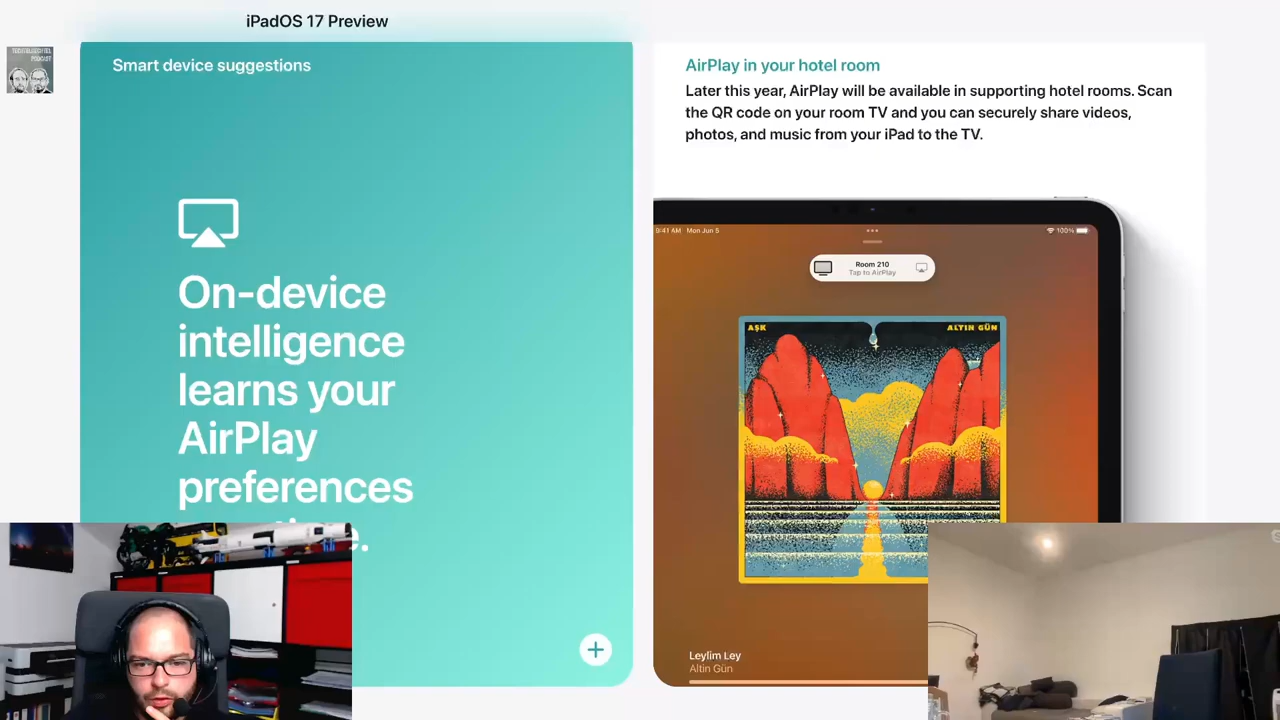 iPadOS 17 Preview
TECHTELMECHTEL
PODCAST
Smart device suggestions
On-device
intelligence
learns your
AirPlay
preferences
AirPlay in your hotel room
Later this year, AirPlay will be available in supporting hotel rooms. Scan
the QR code on your room TV and you can securely share videos,
photos, and music from your iPad to the TV.
9:41 AM Mon Jun 5
100%
Room 210
Tap to AirPlay
AŞK
ALTIN GÜN
Leylim Ley
Altin Gün